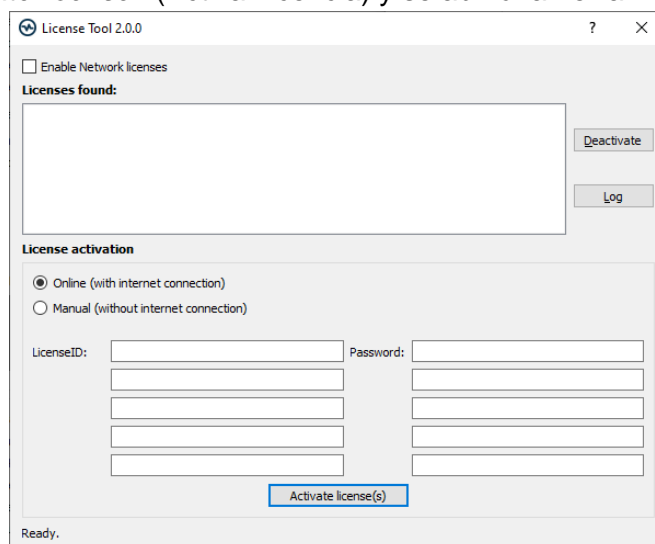 License Tool 2.0.0 ?
Enable Network licenses
Licenses found:
Deactivate
Log
License activation
Online (with internet connection)
Manual (without internet connection)
LicenseID: Password:
Activate license(s)
Ready.